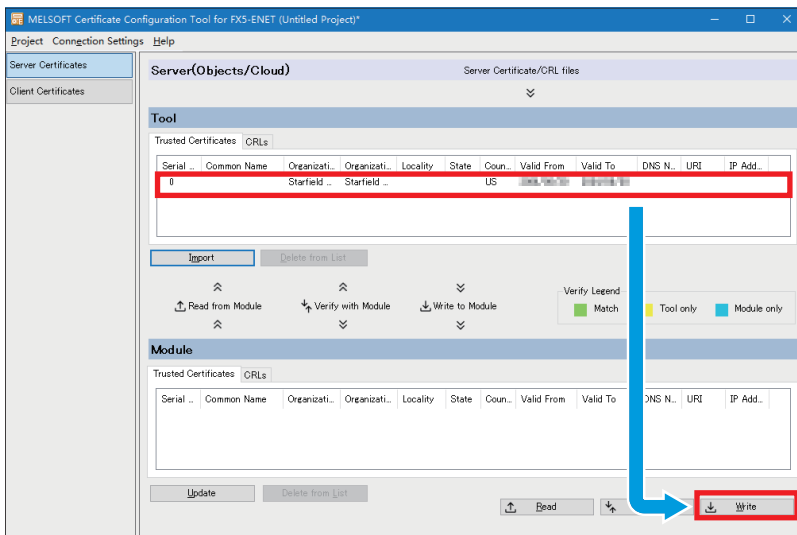 MELSOFT Certificate Configuration Tool for FX5-ENET (Untitled Project)*
Project Connection Settings Help
Server Certificates
Client Certificates
Server(Objects/Cloud) Server Certificate/CRL files
Tool
Trusted Certificates CRLs
Serial ... Common Name Organizati... Organizati... Locality State Coun... Valid From Valid To DNS N... URI IP Add...
0 Starfield ... Starfield ... US
Import Delete from List
Read from Module Verify with Module Write to Module
Verify Legend
Match Tool only Module only
Module
Trusted Certificates CRLs
Serial ... Common Name Organizati... Organizati... Locality State Coun... Valid From Valid To DNS N... URI IP Add...
Update Delete from List
Read Write